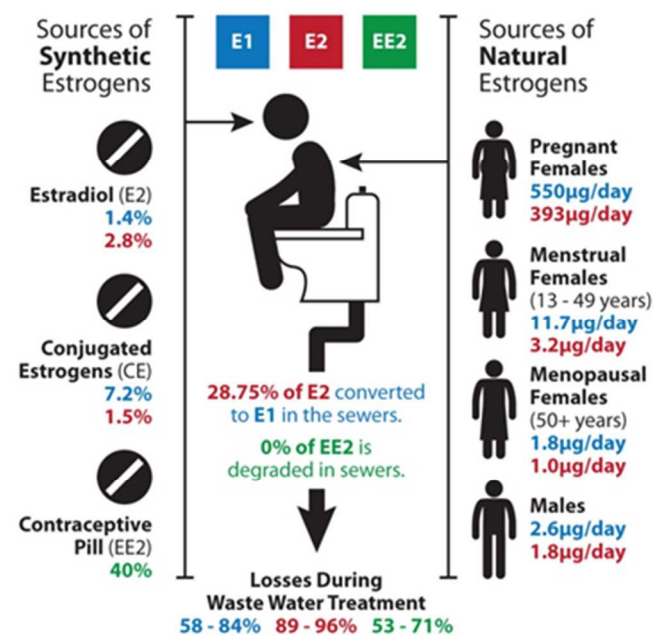 Sources of
Synthetic
Estrogens
E1 E2 EE2
Sources of
Natural
Estrogens
Estradiol (E2)
1.4%
2.8%
Conjugated
Estrogens (CE)
7.2%
1.5%
Contraceptive
Pill (EE2)
40%
28.75% of E2 converted
to E1 in the sewers.
0% of EE2 is
degraded in sewers.
Losses During
Waste Water Treatment
58 - 84% 89 - 96% 53 - 71%
Pregnant
Females
550µg/day
393µg/day
Menstrual
Females
(13 - 49 years)
11.7µg/day
3.2µg/day
Menopausal
Females
(50+ years)
1.8µg/day
1.0µg/day
Males
2.6µg/day
1.8µg/day